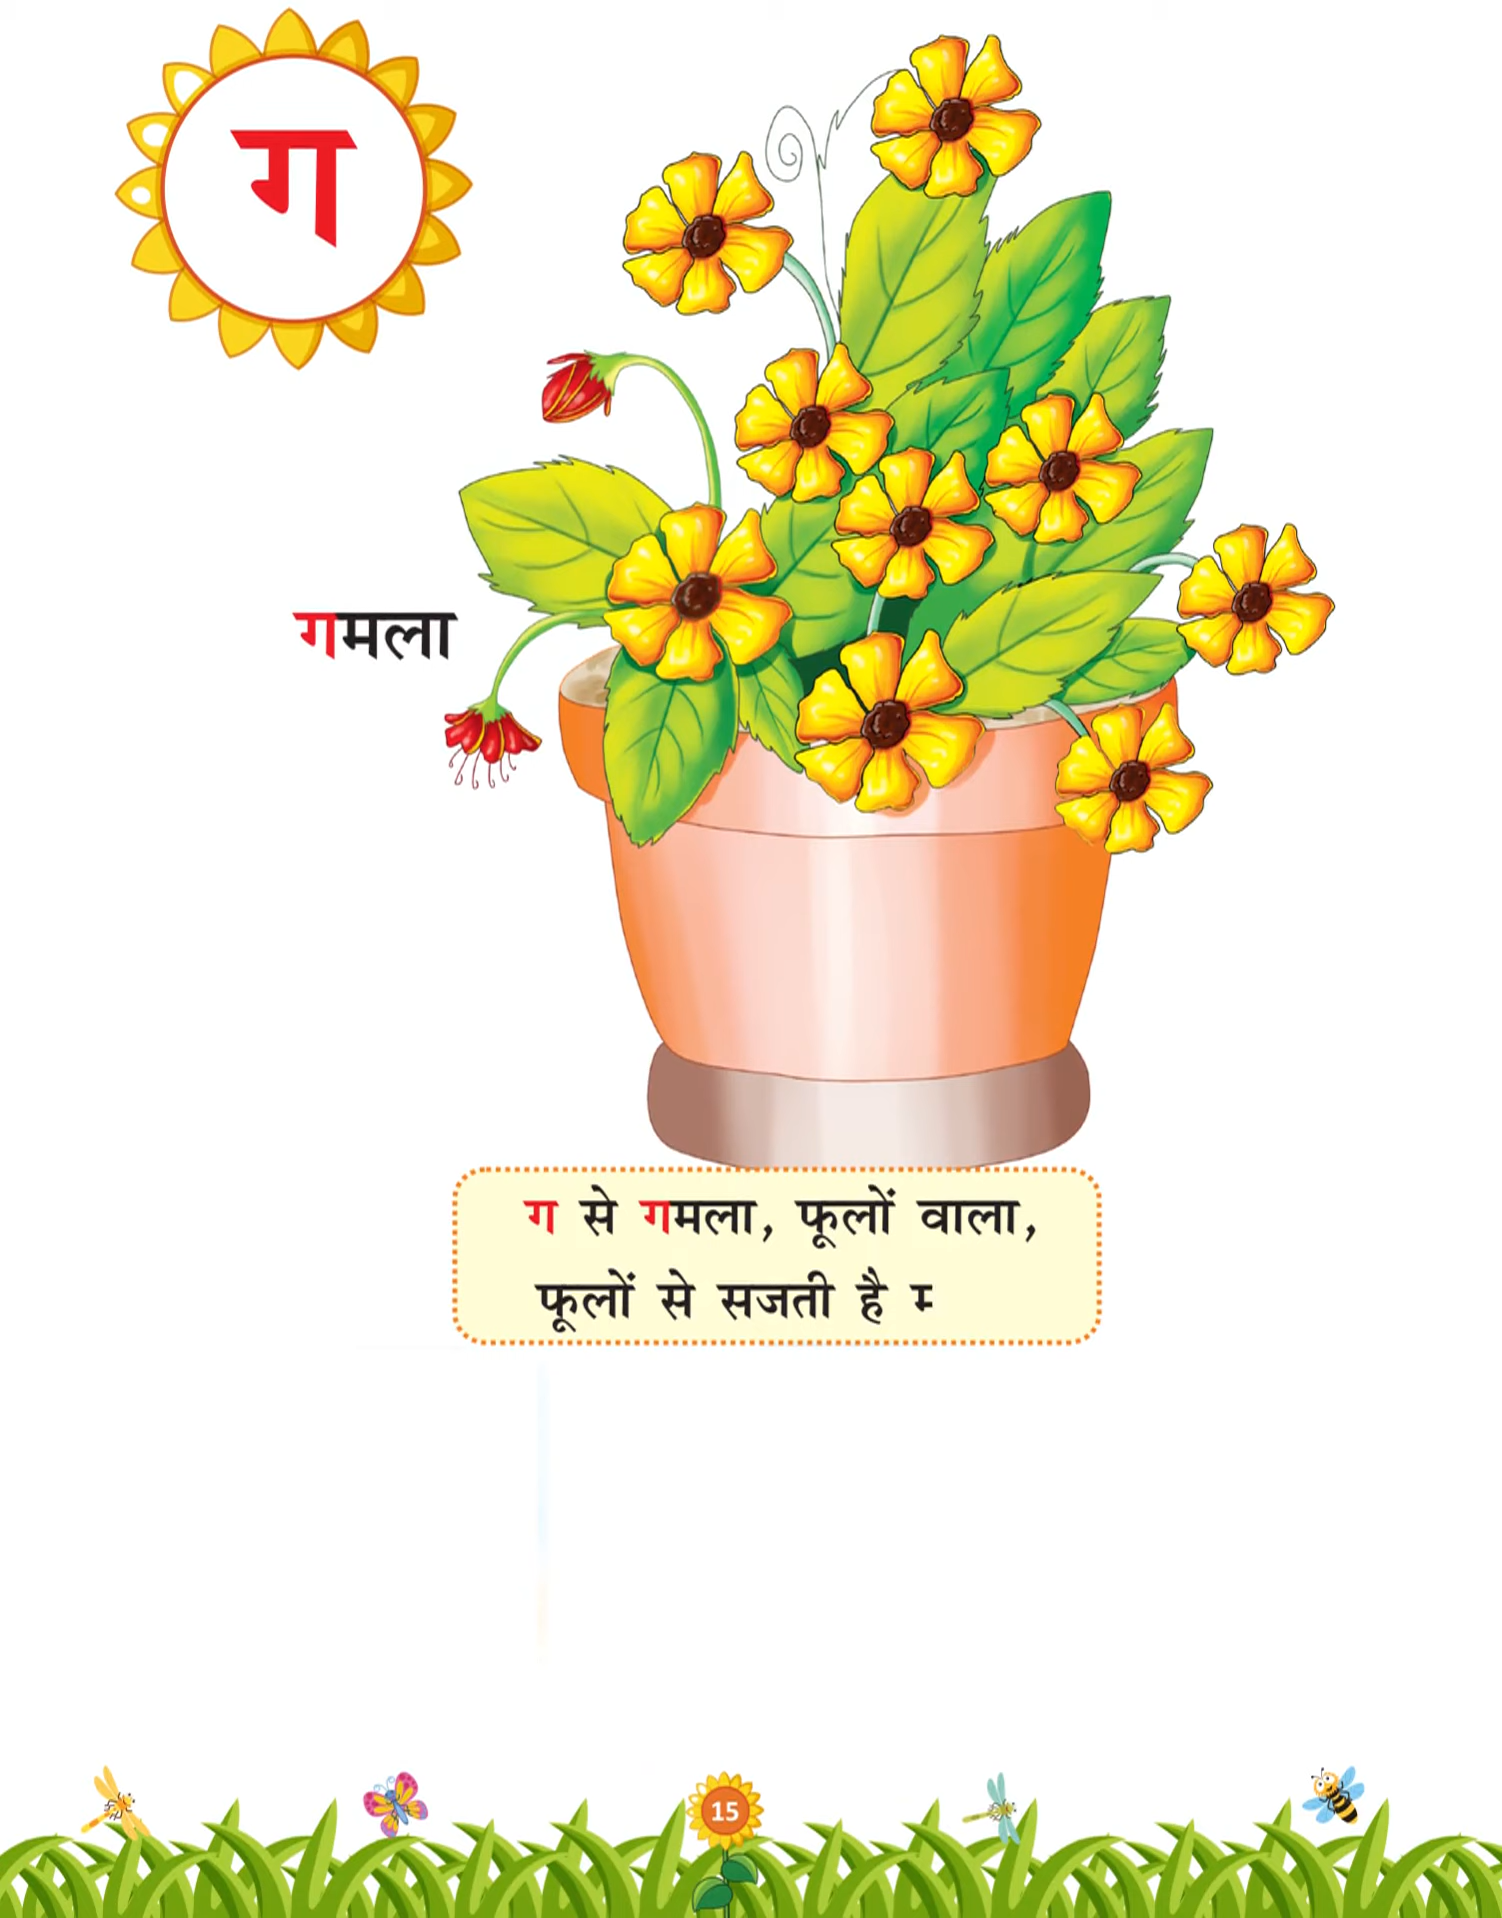 ग
गमला
ग से गमला, फूलों वाला,
फूलों से सजती है
15